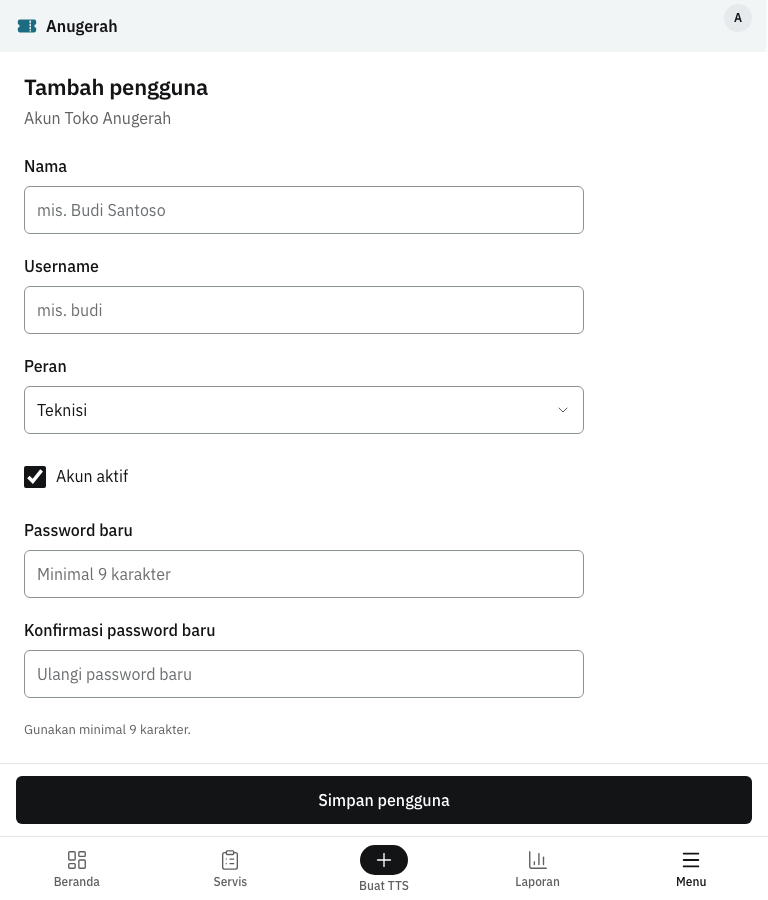 Anugerah
A
Tambah pengguna
Akun Toko Anugerah
Nama
mis. Budi Santoso
Username
mis. budi
Peran
Teknisi
Akun aktif
Password baru
Minimal 9 karakter
Konfirmasi password baru
Ulangi password baru
Gunakan minimal 9 karakter.
Simpan pengguna
Beranda
Servis
Buat TTS
Laporan
Menu